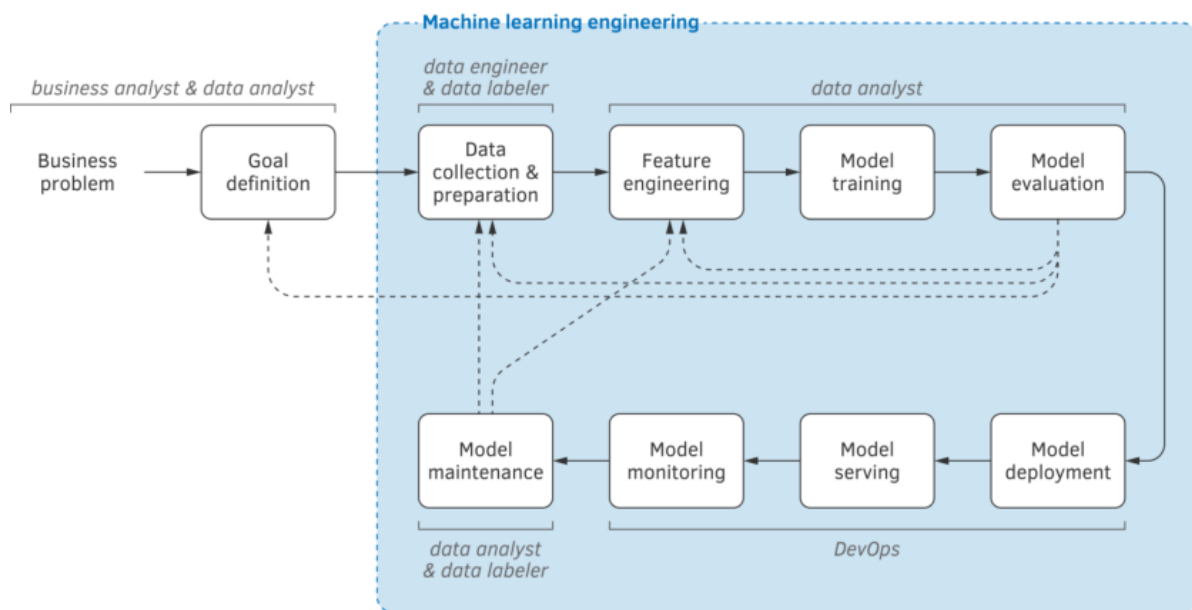 Machine learning engineering
business analyst & data analyst
data engineer
& data labeler
data analyst
Business
problem
Goal
definition
Data
collection &
preparation
Feature
engineering
Model
training
Model
evaluation
Model
maintenance
Model
monitoring
Model
serving
Model
deployment
data analyst
& data labeler
DevOps